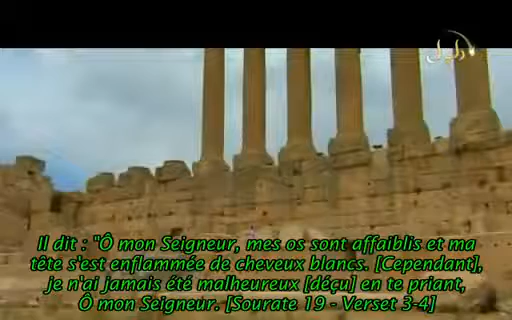 Il dit : "Ô mon Seigneur, mes os sont affaiblis et ma
tête s'est enflammée de cheveux blancs. [Cependant],
je n'ai jamais été malheureux [déçu] en te priant,
Ô mon Seigneur. [Sourate 19 - Verset 3-4]